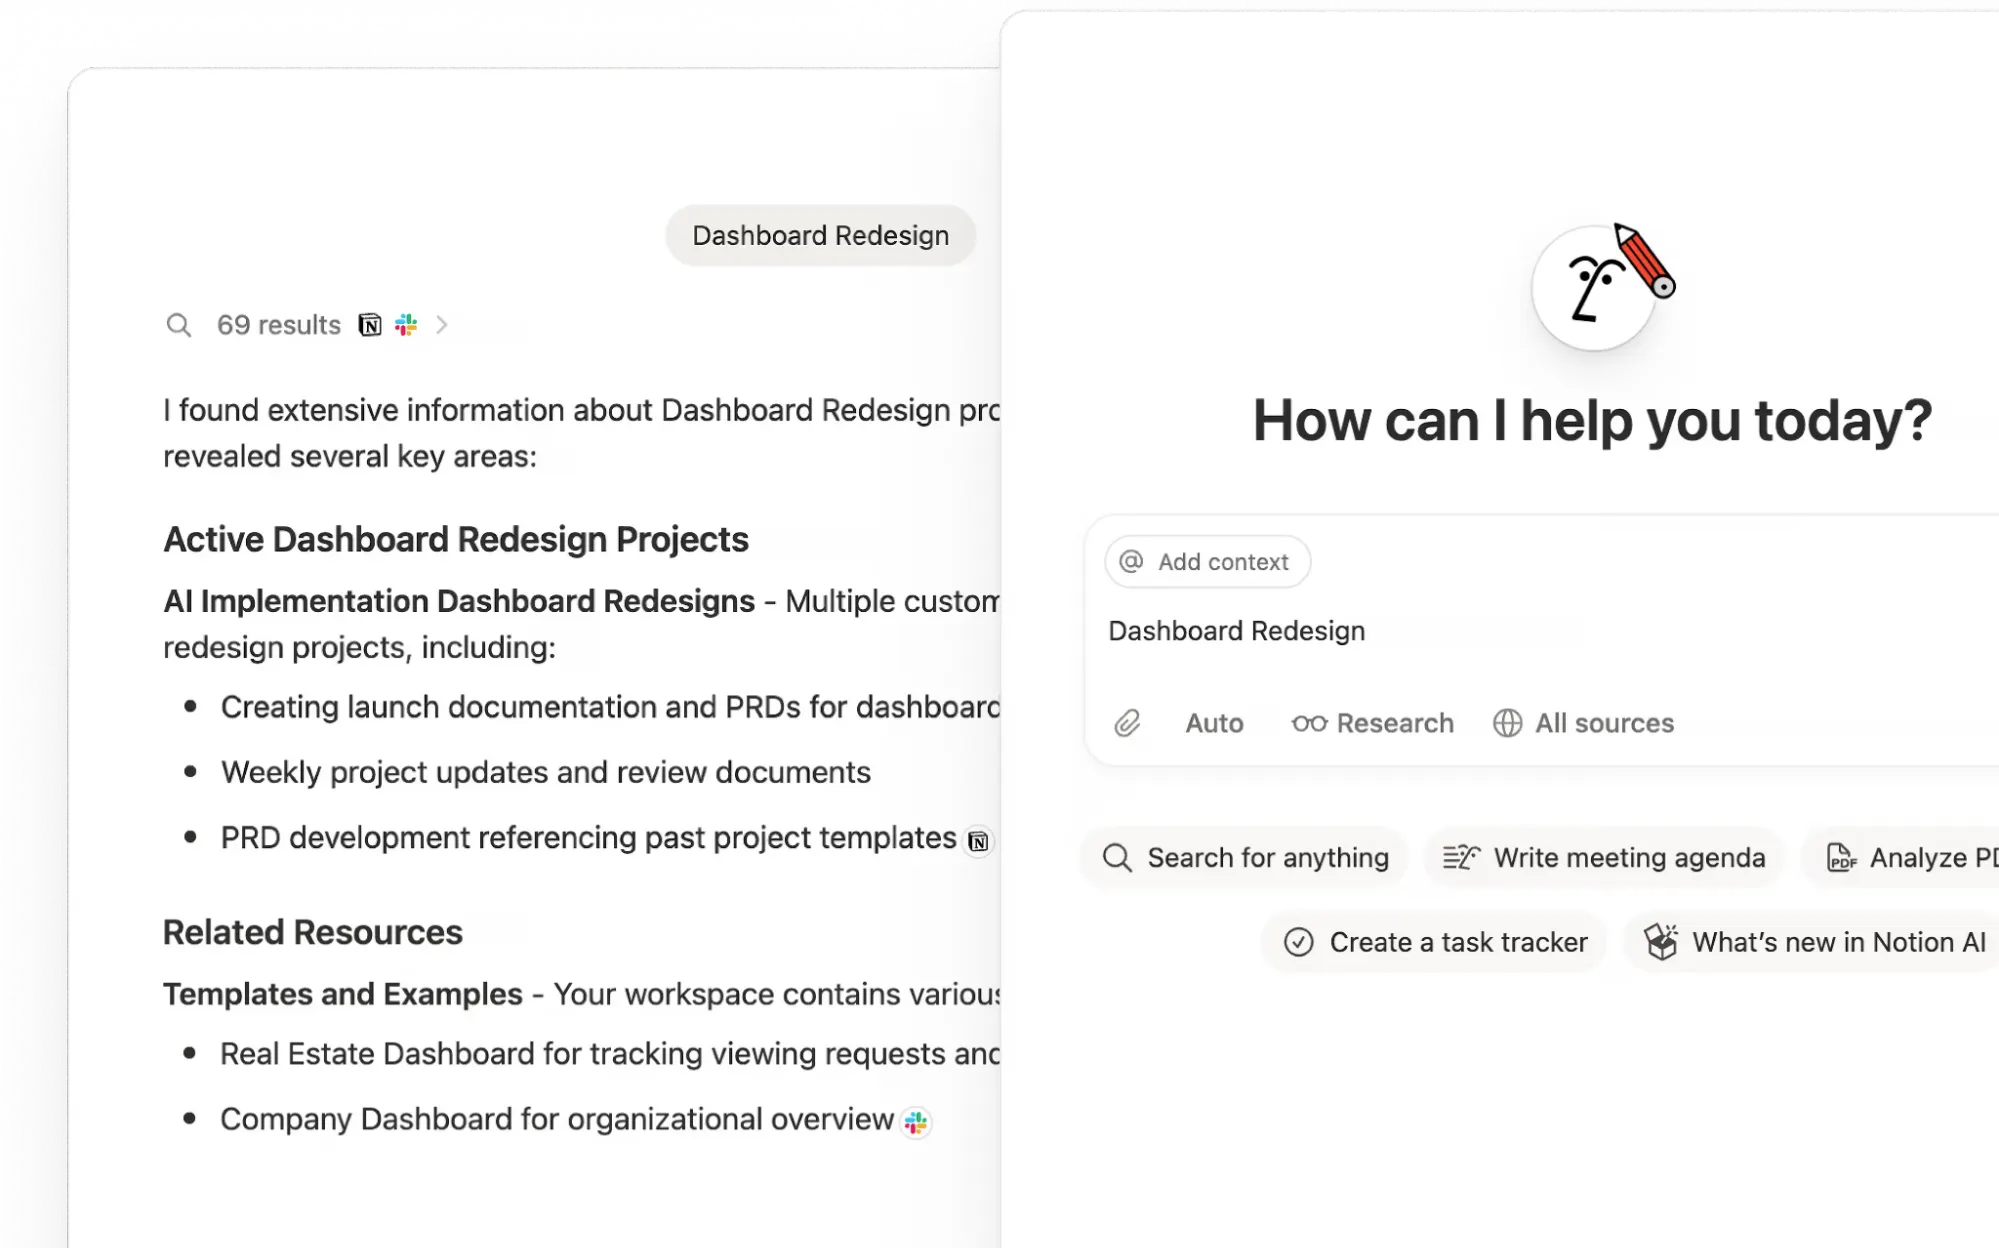 Dashboard Redesign
69 results
I found extensive information about Dashboard Redesign
revealed several key areas:
Active Dashboard Redesign Projects
AI Implementation Dashboard Redesigns - Multiple
redesign projects, including:
• Creating launch documentation and PRDs for dashboard
• Weekly project updates and review documents
• PRD development referencing past project templates
Related Resources
Templates and Examples - Your workspace contains various
• Real Estate Dashboard for tracking viewing requests and
• Company Dashboard for organizational overview
How can I help you today?
@ Add context
Dashboard Redesign
Auto Research All sources
Search for anything Write meeting agenda PDF Analyze
Create a task tracker What's new in Notion AI